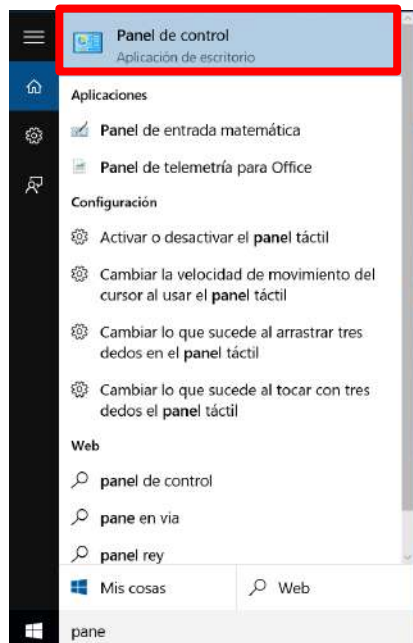 Panel de control
Aplicación de escritorio
Aplicaciones
Panel de entrada matemática
Panel de telemetría para Office
Configuración
Activar o desactivar el panel táctil
Cambiar la velocidad de movimiento del
cursor al usar el panel táctil
Cambiar lo que sucede al arrastrar tres
dedos en el panel táctil
Cambiar lo que sucede al tocar con tres
dedos el panel táctil
Web
panel de control
pane en via
panel rey
Mis cosas
Web
pane